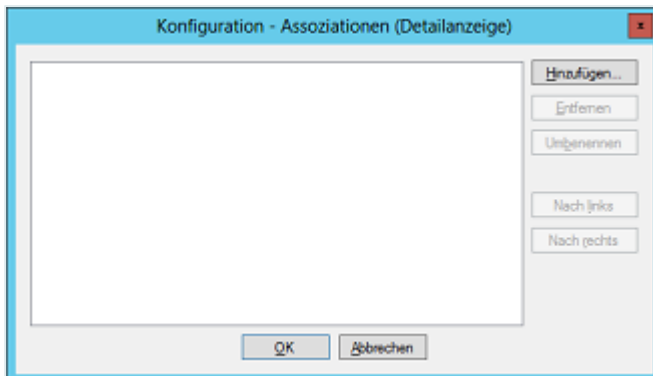 Konfiguration - Assoziationen (Detailanzeige)
x
Hinzufügen...
Entfernen
Umbenennen
Nach links
Nach rechts
OK
Abbrechen